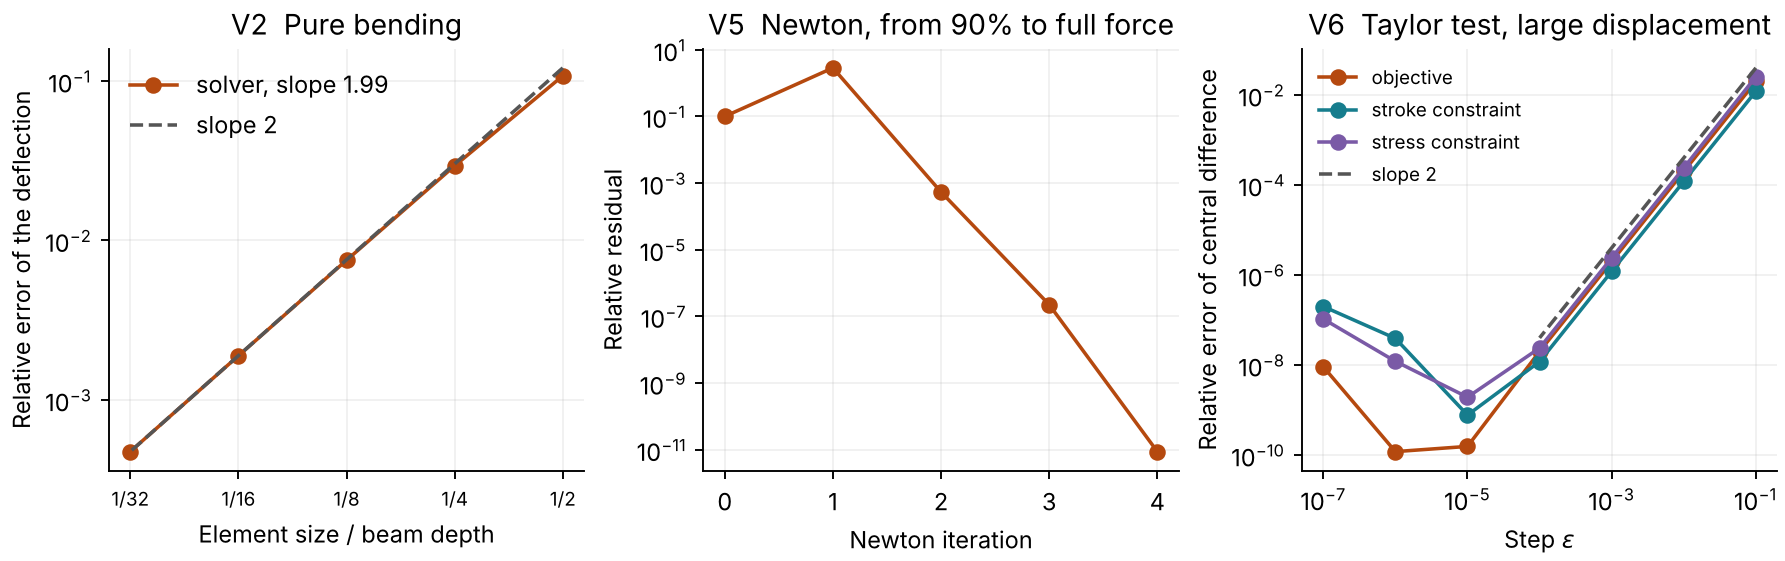 V2 Pure bending
Relative error of the deflection
10⁻¹
10⁻²
10⁻³
solver, slope 1.99
slope 2
1/32
1/16
1/8
1/4
1/2
Element size / beam depth
V5 Newton, from 90% to full force
Relative residual
10¹
10⁻¹
10⁻³
10⁻⁵
10⁻⁷
10⁻⁹
10⁻¹¹
0
1
2
3
4
Newton iteration
V6 Taylor test, large displacement
Relative error of central difference
10⁻²
10⁻⁴
10⁻⁶
10⁻⁸
10⁻¹⁰
objective
stroke constraint
stress constraint
slope 2
10⁻⁷
10⁻⁵
10⁻³
10⁻¹
Step ε